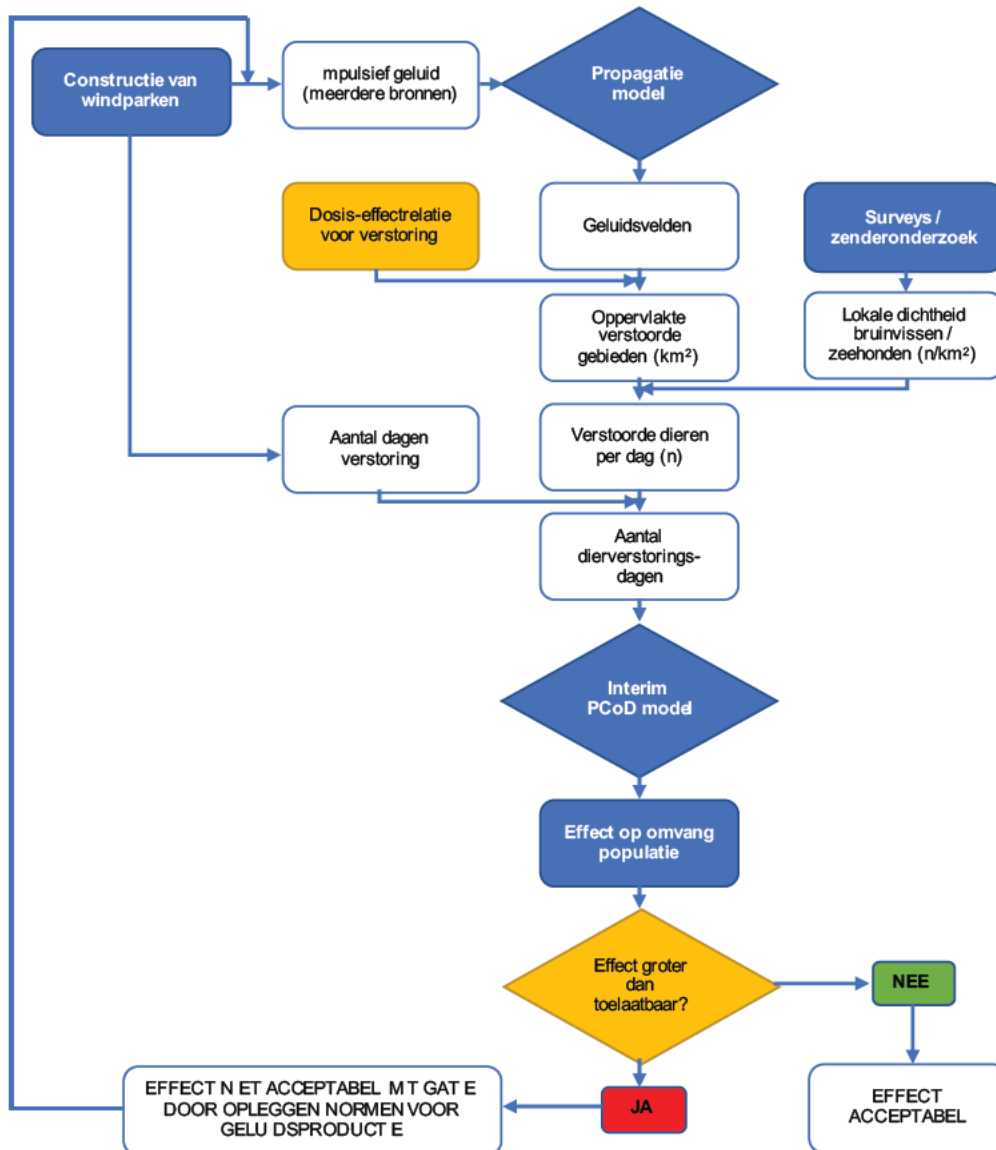 Constructie van
windparken
mpulsief geluid
(meerdere bronnen)
Propagatie
model
Dosis-effectrelatie
voor verstoring
Geluidsvelden
Surveys /
zenderonderzoek
Oppervlakte
verstoorde
gebieden (km²)
Lokale dichtheid
bruinvissen /
zeehonden (n/km²)
Aantal dagen
verstoring
Verstoorde dieren
per dag (n)
Aantal
dierverstorings-
dagen
Interim
PCoD model
Effect op omvang
populatie
Effect groter
dan
toelaatbaar?
NEE
JA
EFFECT N ET ACCEPTABEL M T GAT E
DOOR OPLEGGEN NORMEN VOOR
GELU DSPRODUCT E
EFFECT
ACCEPTABEL